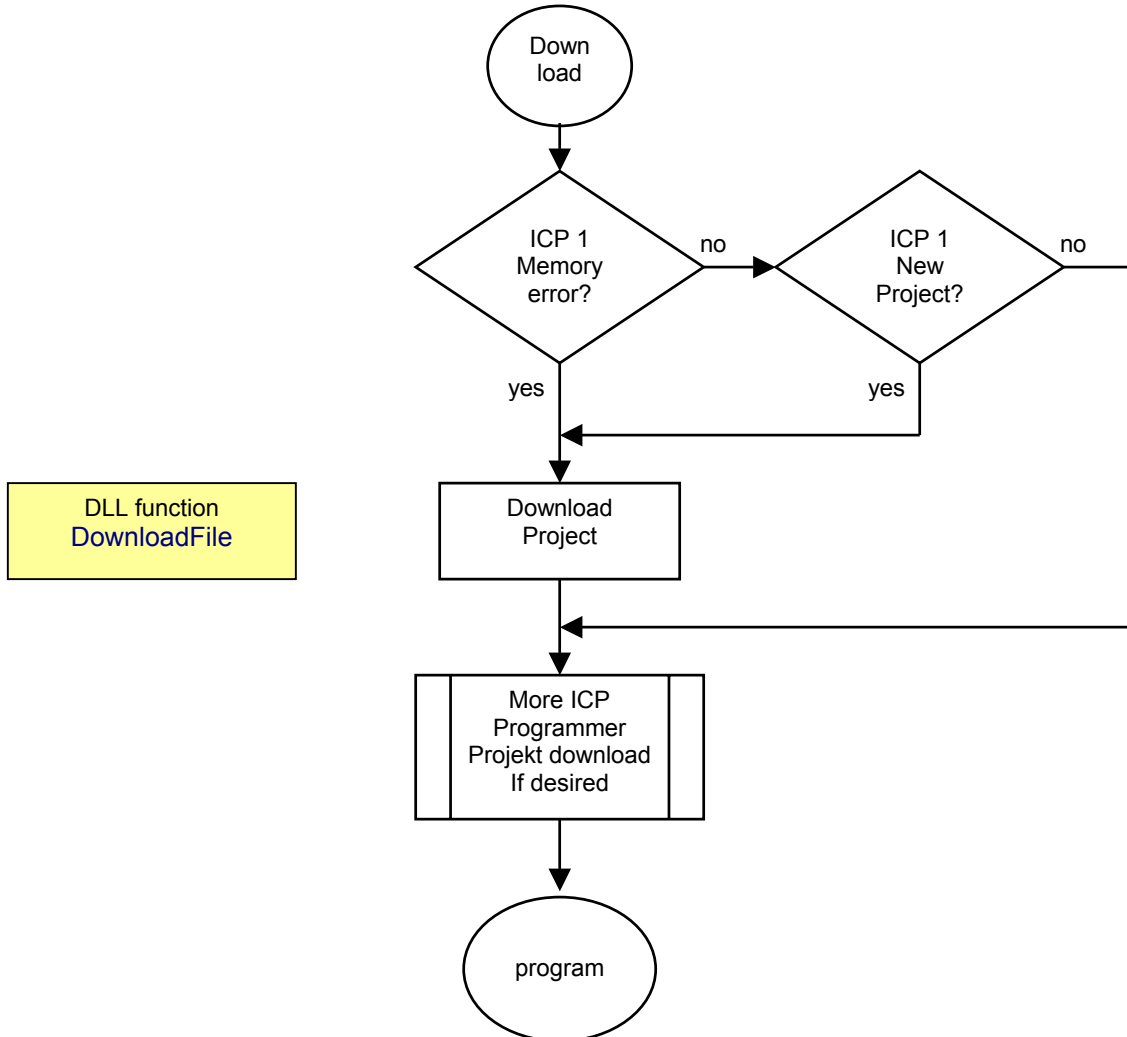 Down
load
ICP 1
Memory
error?
no
ICP 1
New
Project?
no
yes
yes
DLL function
DownloadFile
Download
Project
More ICP
Programmer
Projekt download
If desired
program